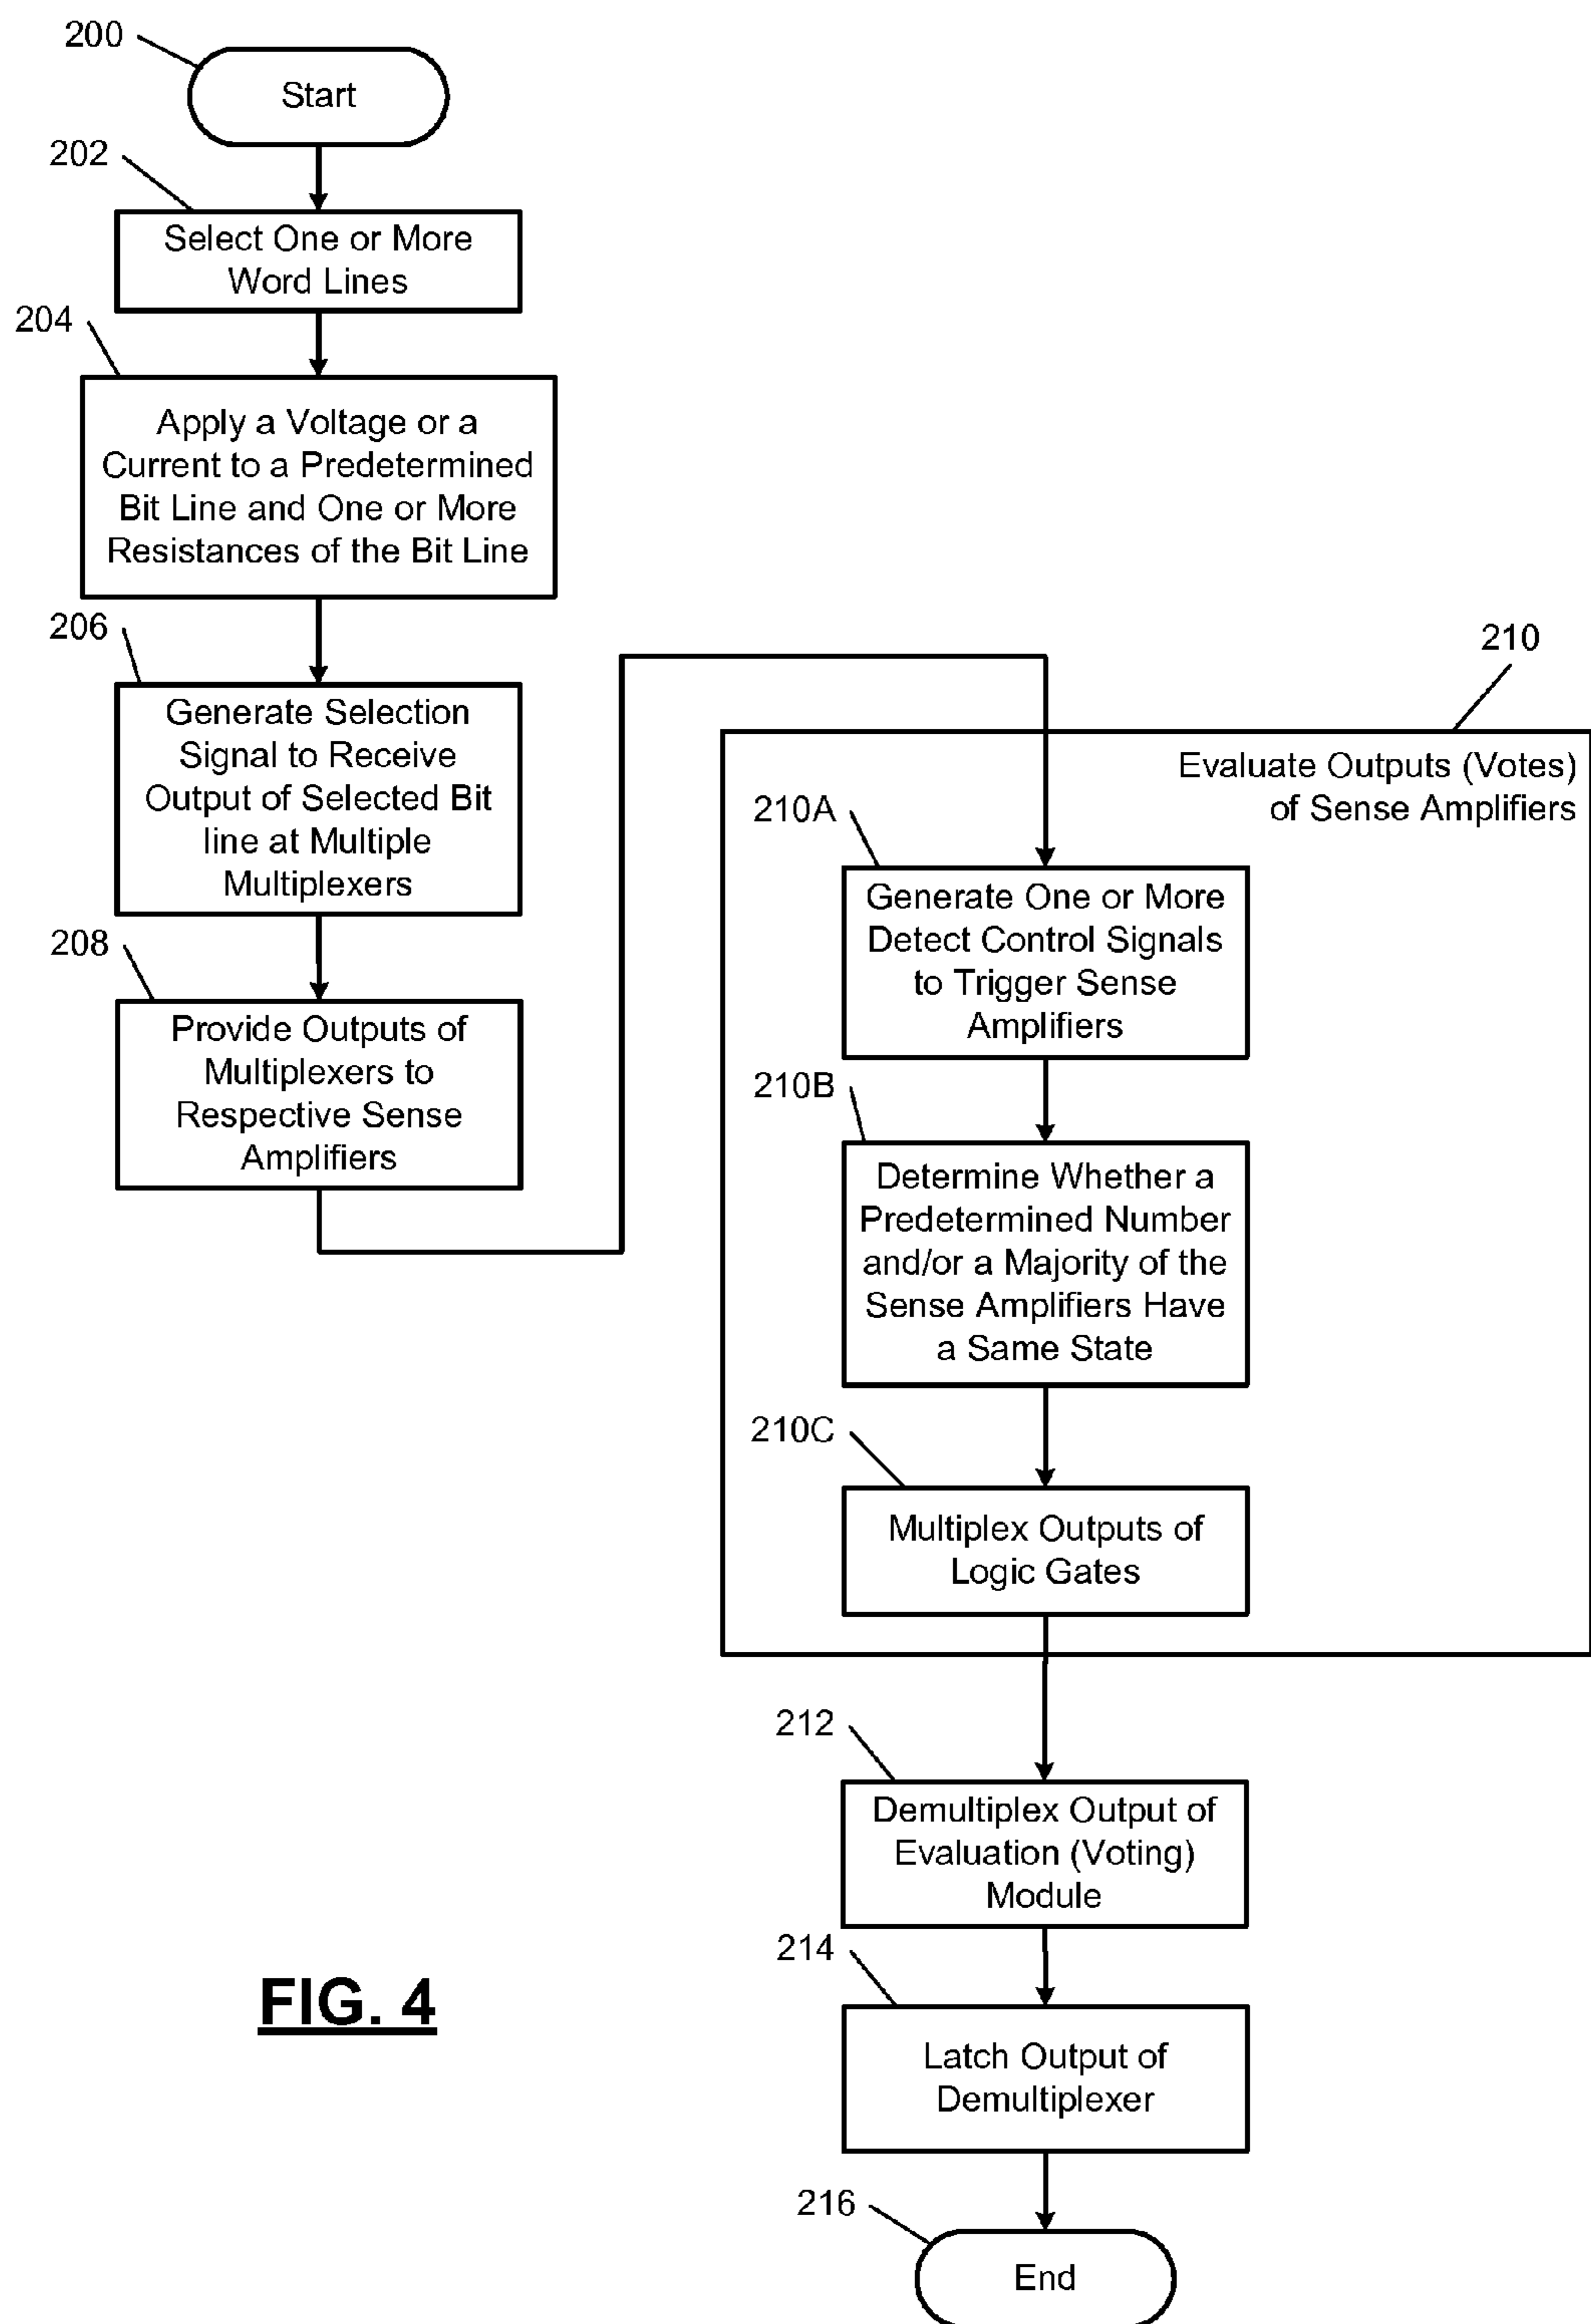 200
Start
202
Select One or More
Word Lines
204
Apply a Voltage or a
Current to a Predetermined
Bit Line and One or More
Resistances of the Bit Line
206
Generate Selection
Signal to Receive
Output of Selected Bit
line at Multiple
Multiplexers
208
Provide Outputs of
Multiplexers to
Respective Sense
Amplifiers
210
Evaluate Outputs (Votes)
of Sense Amplifiers
210A
Generate One or More
Detect Control Signals
to Trigger Sense
Amplifiers
210B
Determine Whether a
Predetermined Number
and/or a Majority of the
Sense Amplifiers Have
a Same State
210C
Multiplex Outputs of
Logic Gates
212
Demultiplex Output of
Evaluation (Voting)
Module
214
Latch Output of
Demultiplexer
216
End
FIG. 4